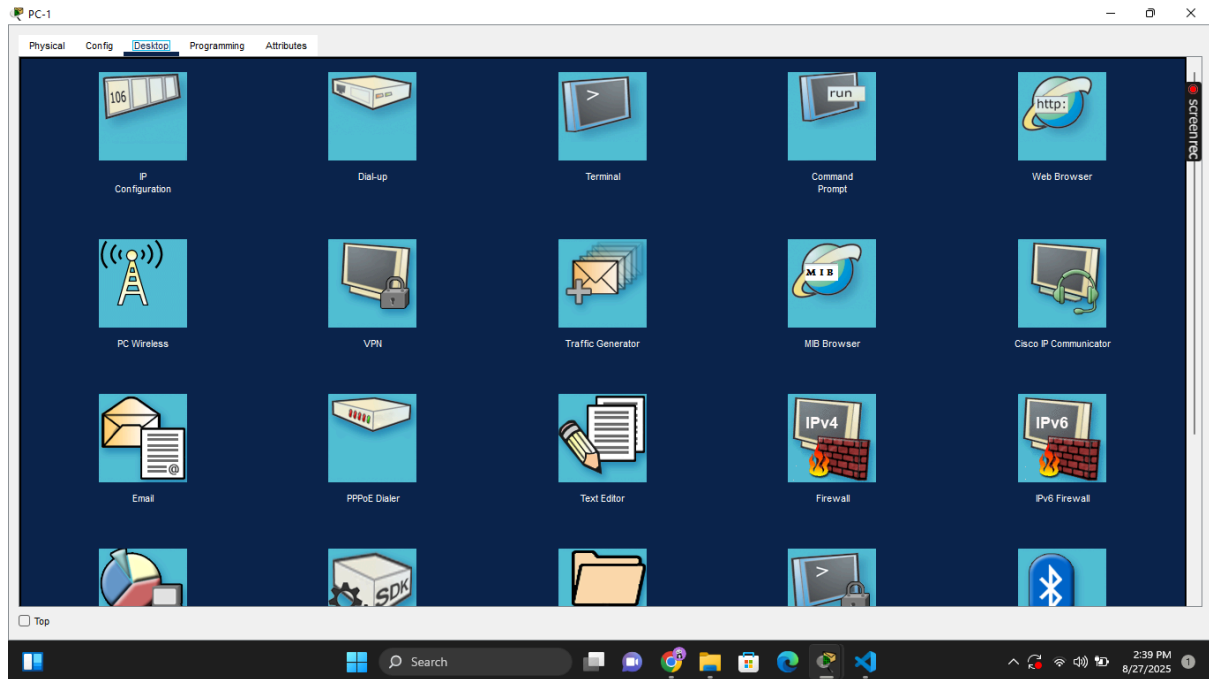 PC-1
Physical Config Desktop Programming Attributes
106
>
run
http:
IP
Configuration
Dial-up
Terminal
Command
Prompt
Web Browser
screenrec
MIB
PC Wireless
VPN
Traffic Generator
MIB Browser
Cisco IP Communicator
@
IPv4
IPv6
Email
PPPoE Dialer
Text Editor
Firewall
IPv6 Firewall
SDK
>
Top
Search
2:39 PM
8/27/2025
1